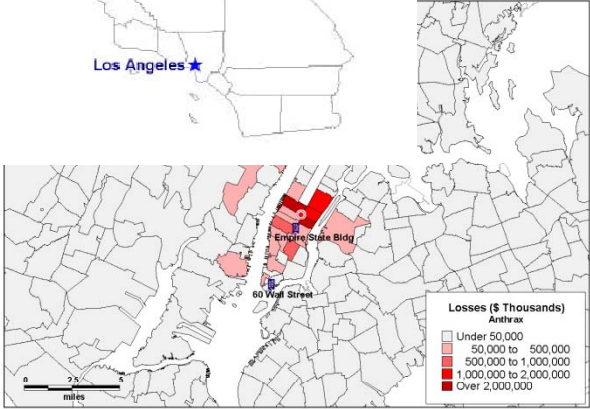 Los Angeles
Empire State Bldg
60 Wall Street
Losses ($ Thousands)
Anthrax
Under 50,000
50,000 to 500,000
500,000 to 1,000,000
1,000,000 to 2,000,000
Over 2,000,000
0 2.5 5
miles